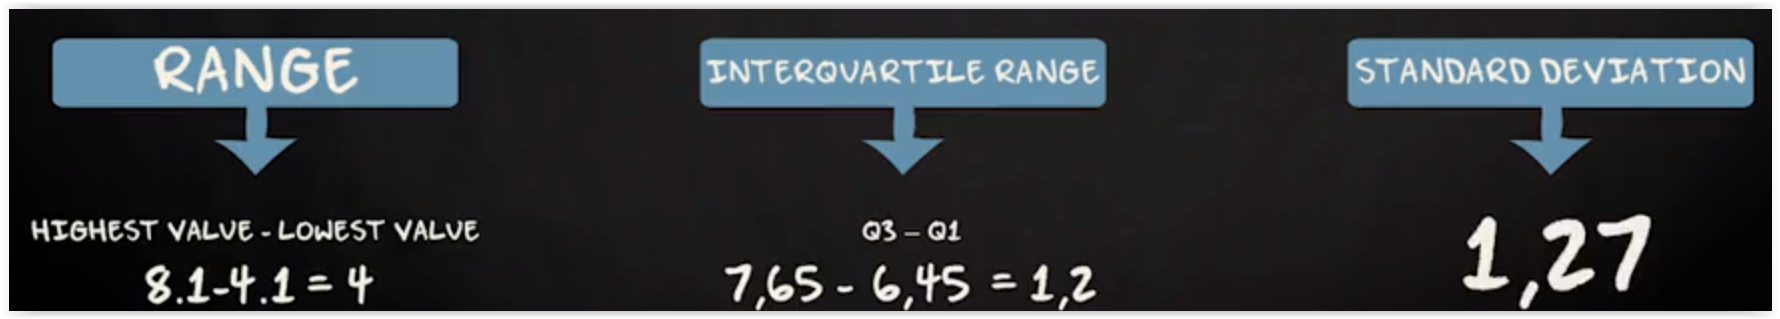 RANGE
HIGHEST VALUE - LOWEST VALUE
8.1-4.1 = 4
INTERQUARTILE RANGE
Q3 – Q1
7,65 - 6,45 = 1,2
STANDARD DEVIATION
1,27